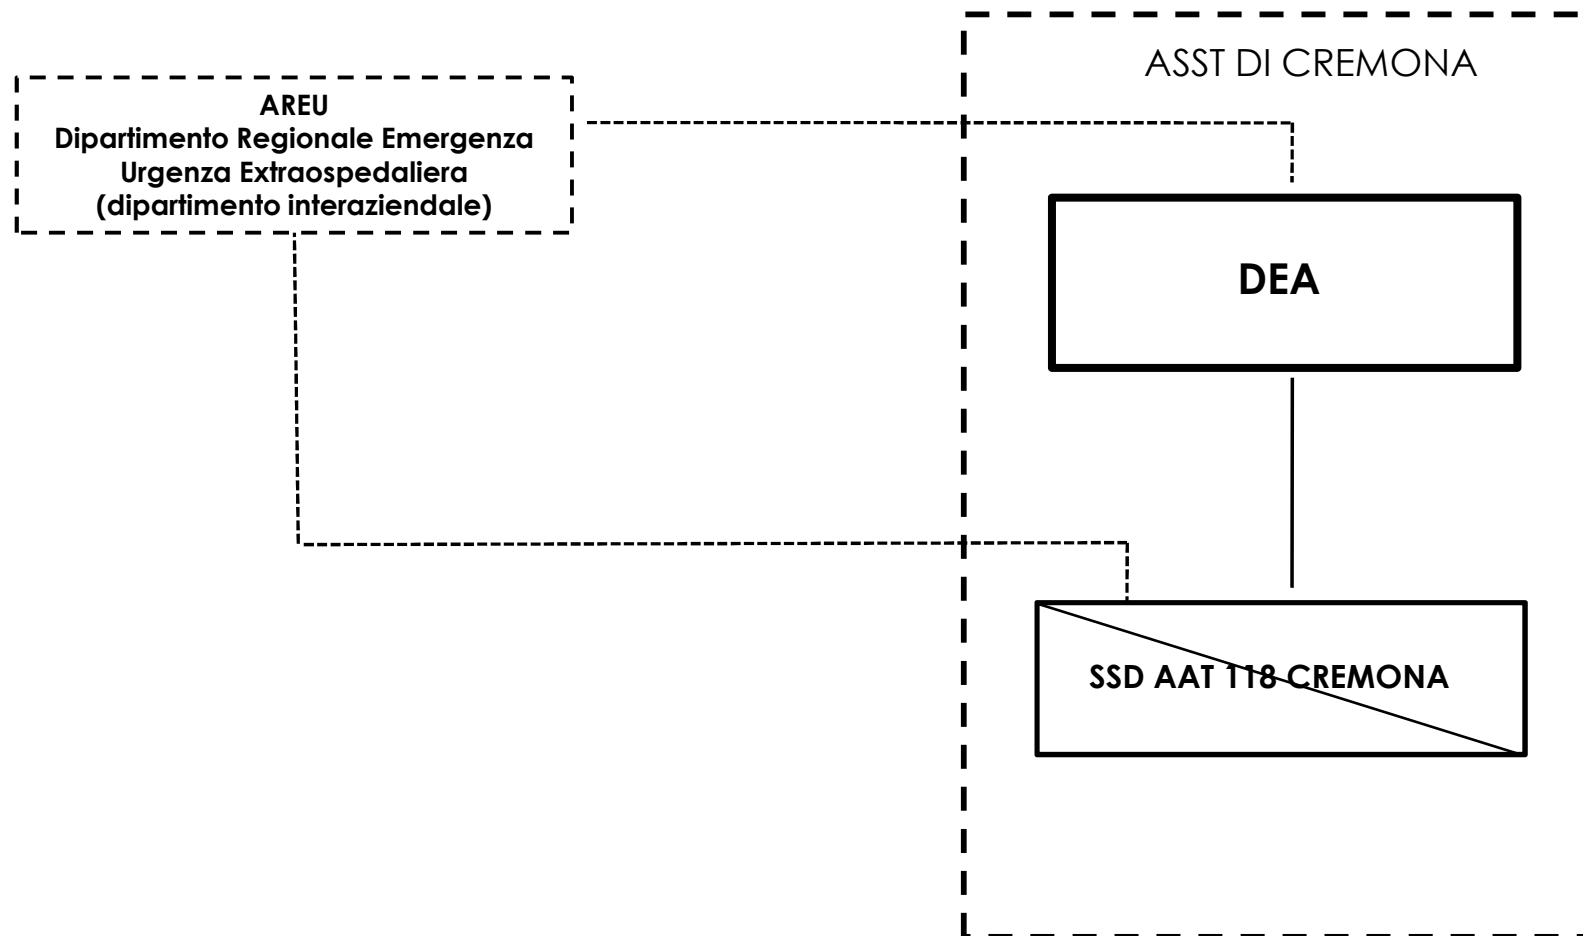 ASST DI CREMONA
AREU
Dipartimento Regionale Emergenza
Urgenza Extraospedaliera
(dipartimento interaziendale)
DEA
SSD AAT 118 CREMONA